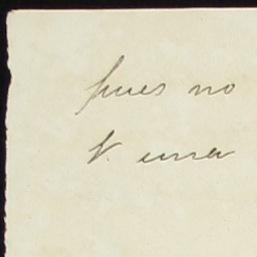 pues no
V. una